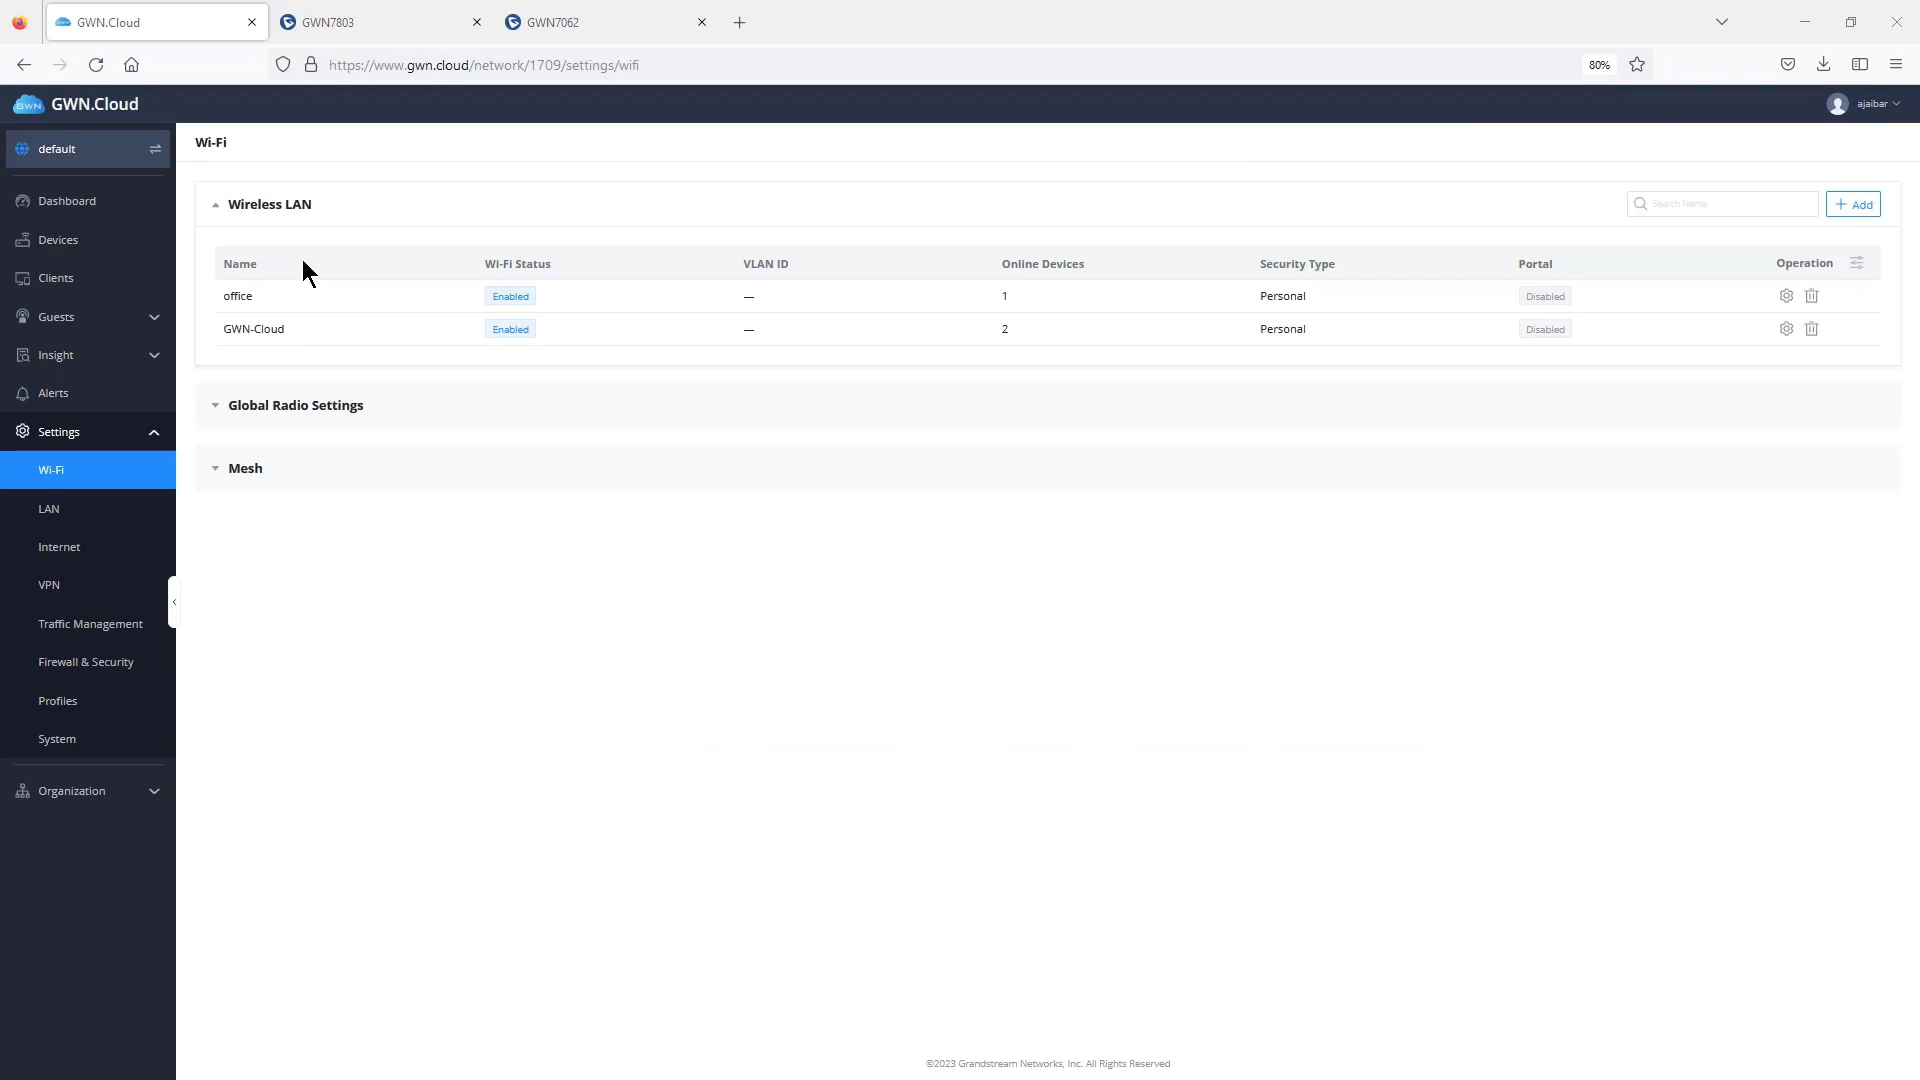 GWN.Cloud
GWN7803
GWN7062
https://www.gwn.cloud/network/1709/settings/wifi
80%
GWN GWN.Cloud
ajaibar
default
Wi-Fi
Wireless LAN
Search Name
+ Add
Dashboard
Devices
Clients
Guests
Insight
Alerts
Settings
Wi-Fi
LAN
Internet
VPN
Traffic Management
Firewall & Security
Profiles
System
Organization
Name Wi-Fi Status VLAN ID Online Devices Security Type Portal Operation
office Enabled — 1 Personal Disabled
GWN-Cloud Enabled — 2 Personal Disabled
Global Radio Settings
Mesh
©2023 Grandstream Networks, Inc. All Rights Reserved